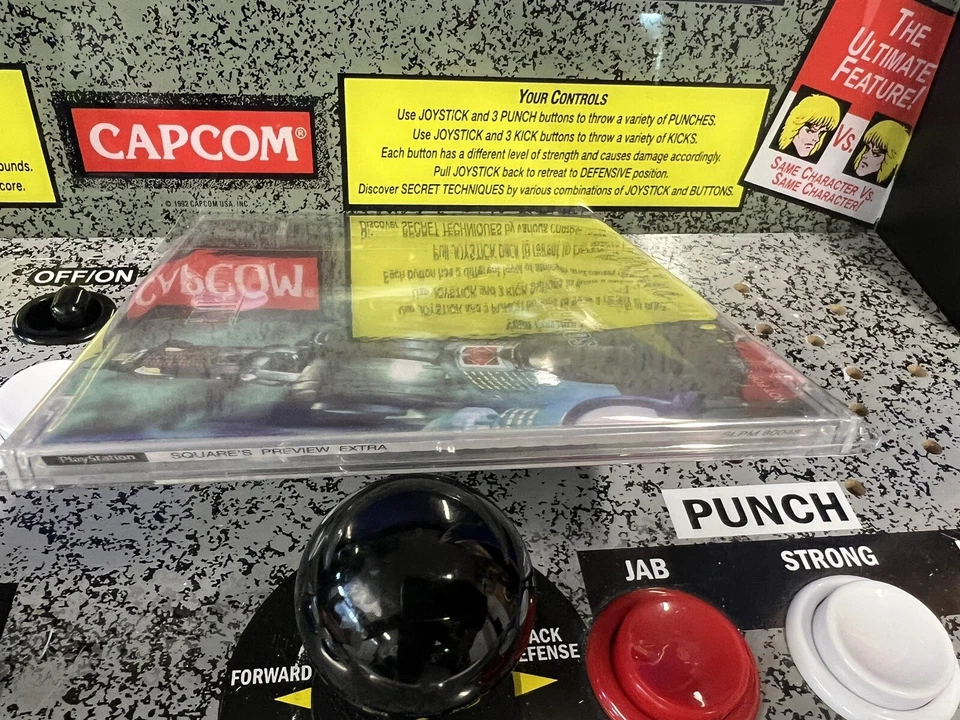 THE
ULTIMATE
FEATURE!
VS.
SAME CHARACTER VS.
SAME CHARACTER!
ounds.
core.
CAPCOM®
© 1992 CAPCOM USA, INC.
YOUR CONTROLS
Use JOYSTICK and 3 PUNCH buttons to throw a variety of PUNCHES.
Use JOYSTICK and 3 KICK buttons to throw a variety of KICKS.
Each button has a different level of strength and causes damage accordingly.
Pull JOYSTICK back to retreat to DEFENSIVE position.
Discover SECRET TECHNIQUES by various combinations of JOYSTICK and BUTTONS.
OFF/ON
PlayStation
SQUARE'S PREVIEW EXTRA
SLPM 80048
PUNCH
JAB
STRONG
FORWARD
ACK
EFENSE